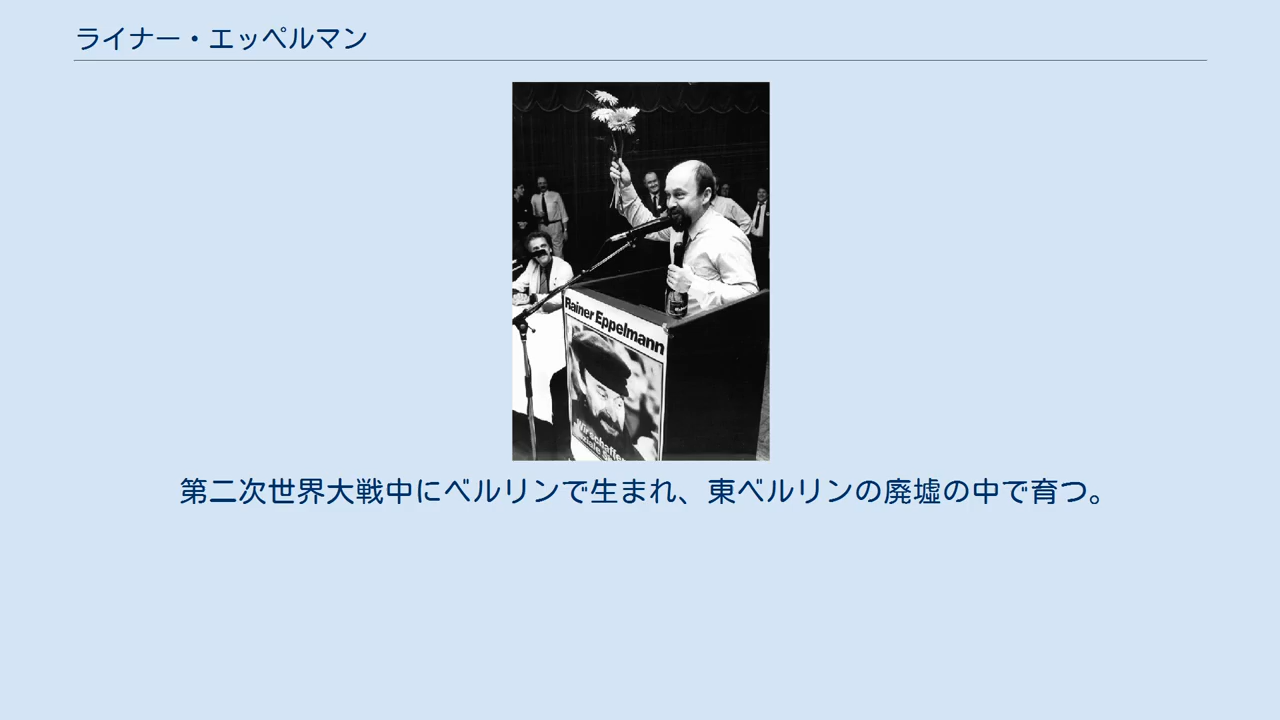 ライナー・エッペルマン
Rainer Eppelmann
Wir schaffen
第二次世界大戦中にベルリンで生まれ、東ベルリンの廃墟の中で育つ。